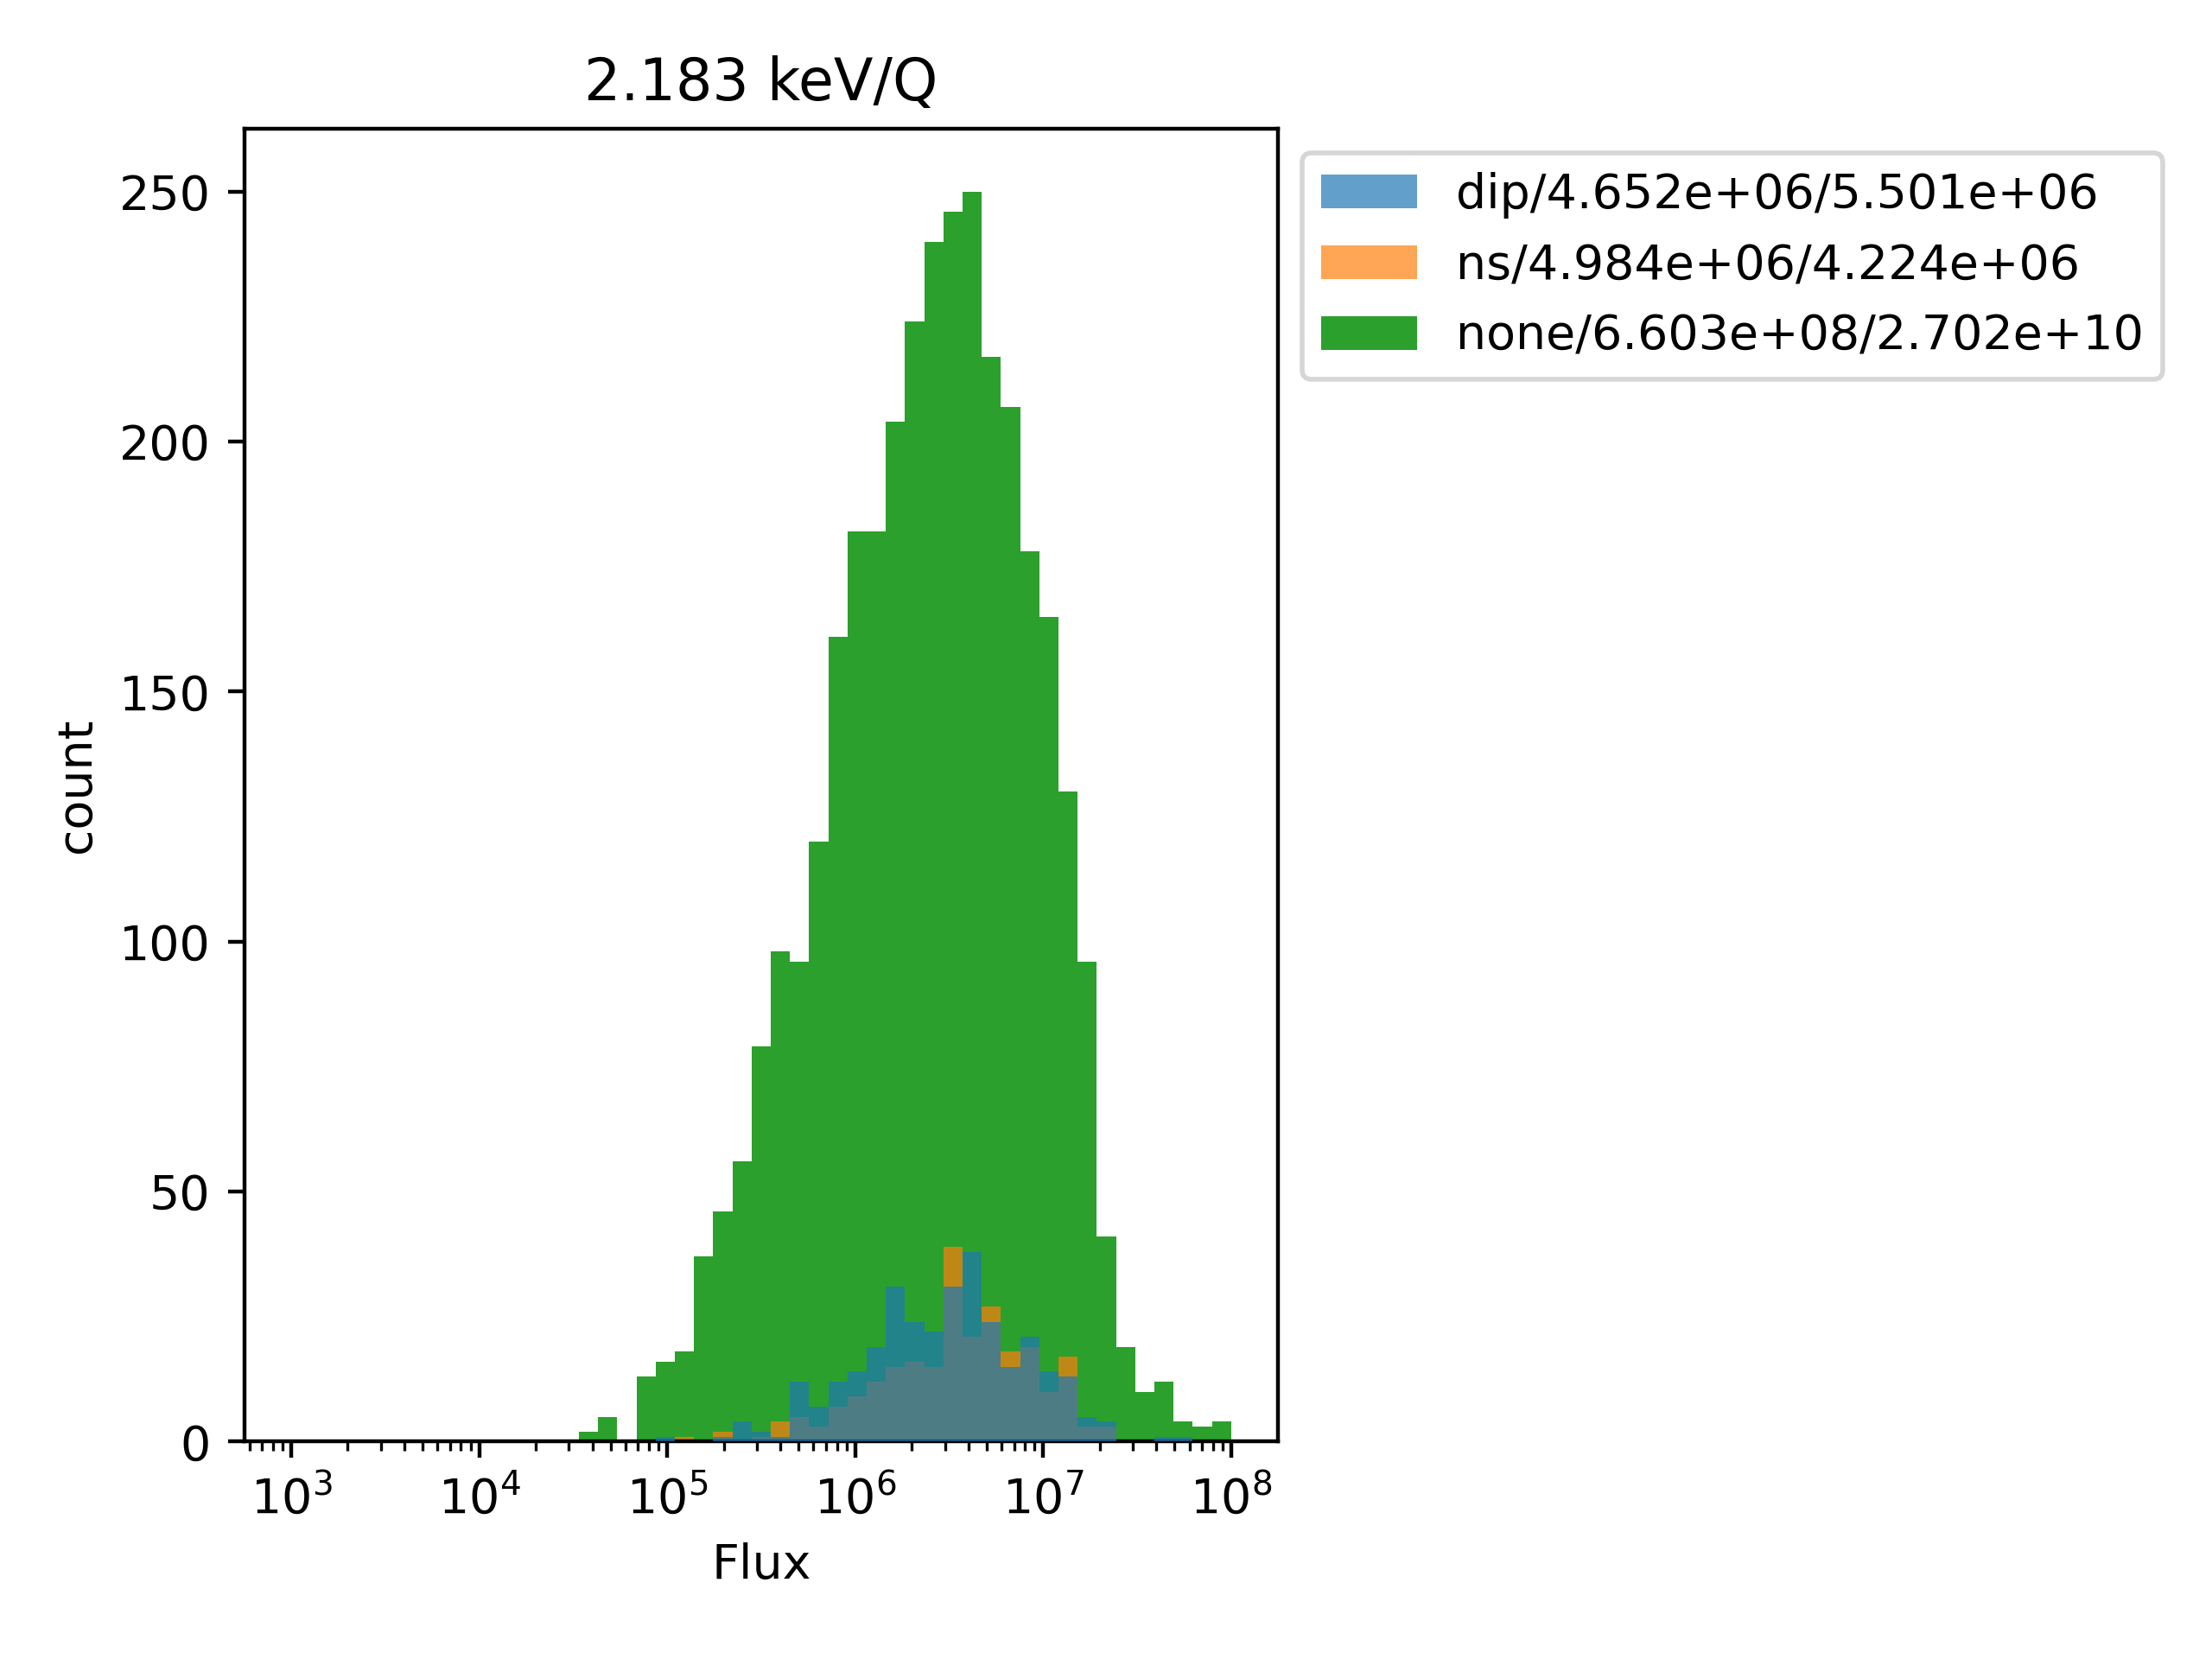 2.183 keV/Q
dip/4.652e+06/5.501e+06
ns/4.984e+06/4.224e+06
none/6.603e+08/2.702e+10
250
200
150
100
50
0
count
10³ 10⁴ 10⁵ 10⁶ 10⁷ 10⁸
Flux